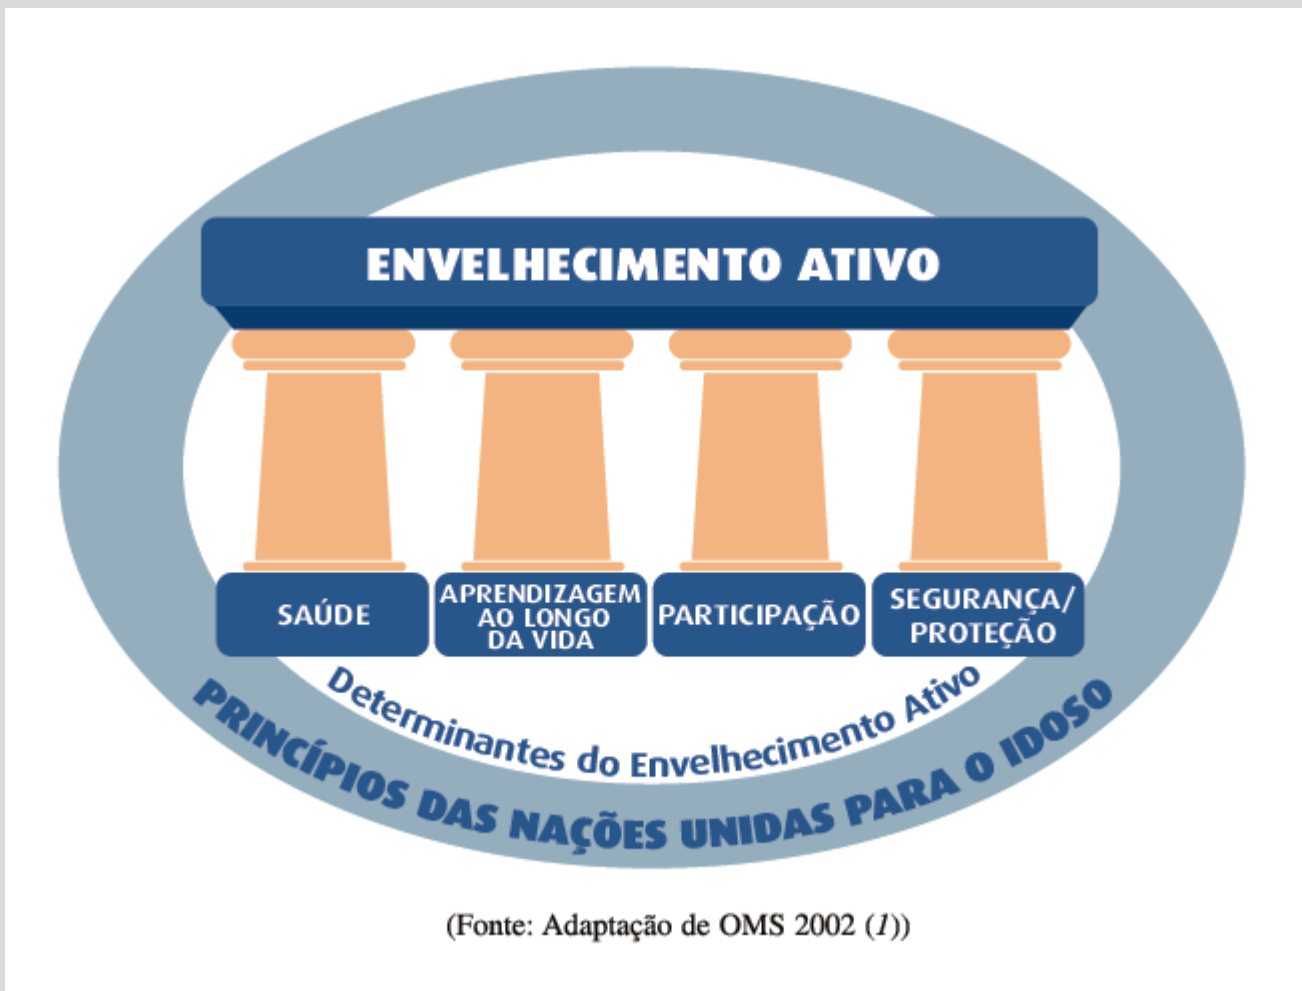 ENVELHECIMENTO ATIVO
SAÚDE
APRENDIZAGEM
AO LONGO
DA VIDA
PARTICIPAÇÃO
SEGURANÇA/
PROTEÇÃO
Determinantes do Envelhecimento Ativo
PRINCÍPIOS DAS NAÇÕES UNIDAS PARA O IDOSO
(Fonte: Adaptação de OMS 2002 (1))